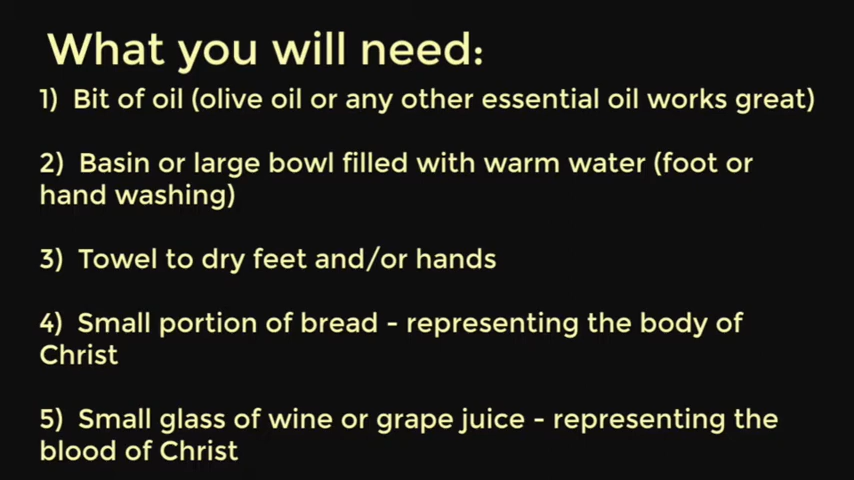 What you will need:
1) Bit of oil (olive oil or any other essential oil works great)
2) Basin or large bowl filled with warm water (foot or
hand washing)
3) Towel to dry feet and/or hands
4) Small portion of bread - representing the body of
Christ
5) Small glass of wine or grape juice - representing the
blood of Christ